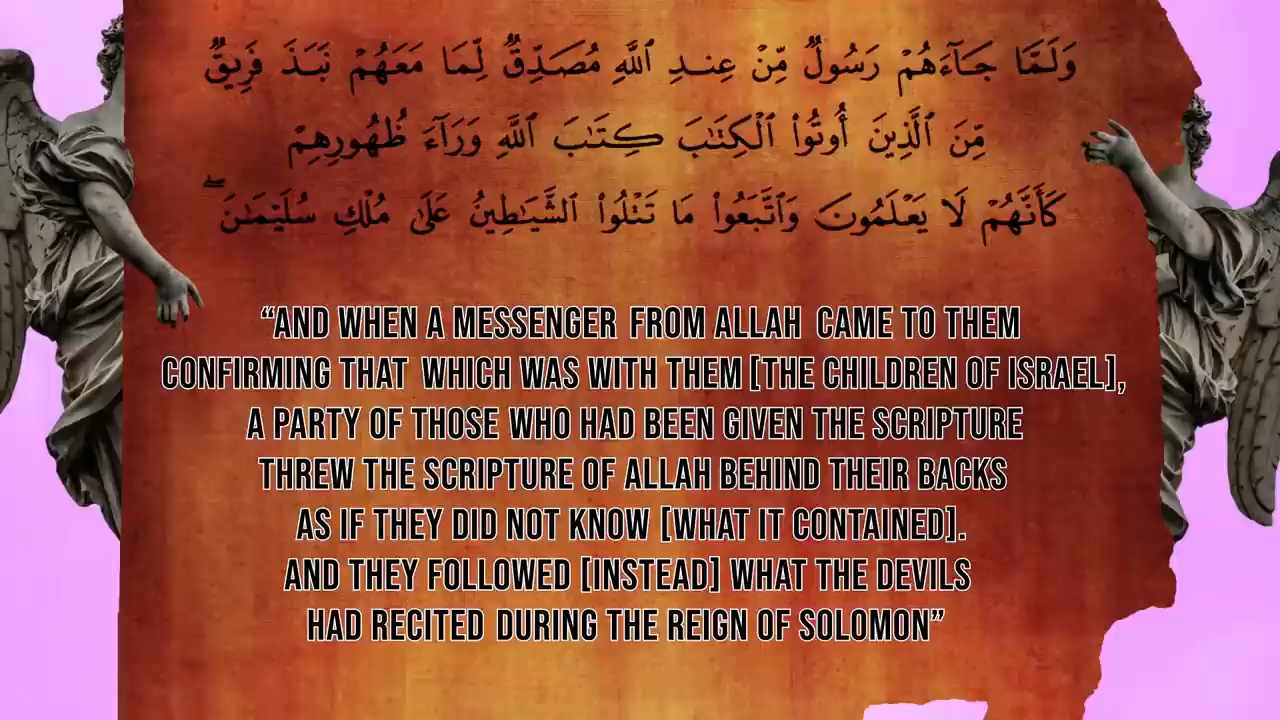 وَلَمَّا جَآءَهُمْ رَسُولٌ مِّنْ عِندِ ٱللَّهِ مُصَدِّقٌ لِّمَا مَعَهُمْ نَبَذَ فَرِيقٌ
مِّنَ ٱلَّذِينَ أُوتُوا۟ ٱلْكِتَٰبَ كِتَٰبَ ٱللَّهِ وَرَآءَ ظُهُورِهِمْ
كَأَنَّهُمْ لَا يَعْلَمُونَ وَٱتَّبَعُوا۟ مَا تَتْلُوا۟ ٱلشَّيَٰطِينُ عَلَىٰ مُلْكِ سُلَيْمَٰنَ ۖ
“AND WHEN A MESSENGER FROM ALLAH CAME TO THEM
CONFIRMING THAT WHICH WAS WITH THEM [THE CHILDREN OF ISRAEL],
A PARTY OF THOSE WHO HAD BEEN GIVEN THE SCRIPTURE
THREW THE SCRIPTURE OF ALLAH BEHIND THEIR BACKS
AS IF THEY DID NOT KNOW [WHAT IT CONTAINED].
AND THEY FOLLOWED [INSTEAD] WHAT THE DEVILS
HAD RECITED DURING THE REIGN OF SOLOMON”